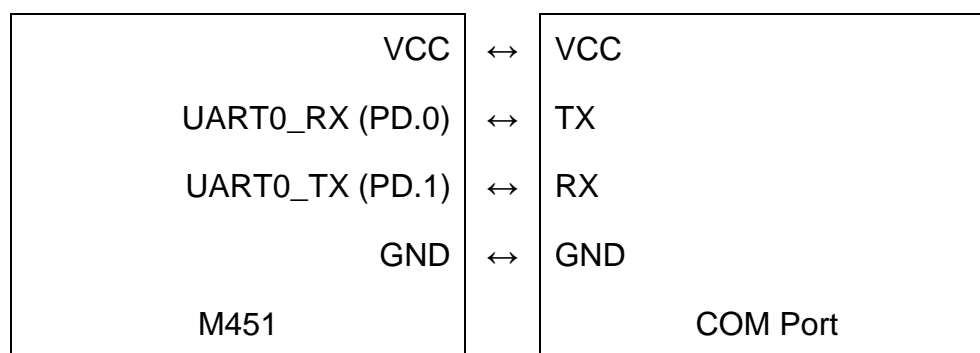 VCC ↔ VCC
UART0_RX (PD.0) ↔ TX
UART0_TX (PD.1) ↔ RX
GND ↔ GND
M451 COM Port